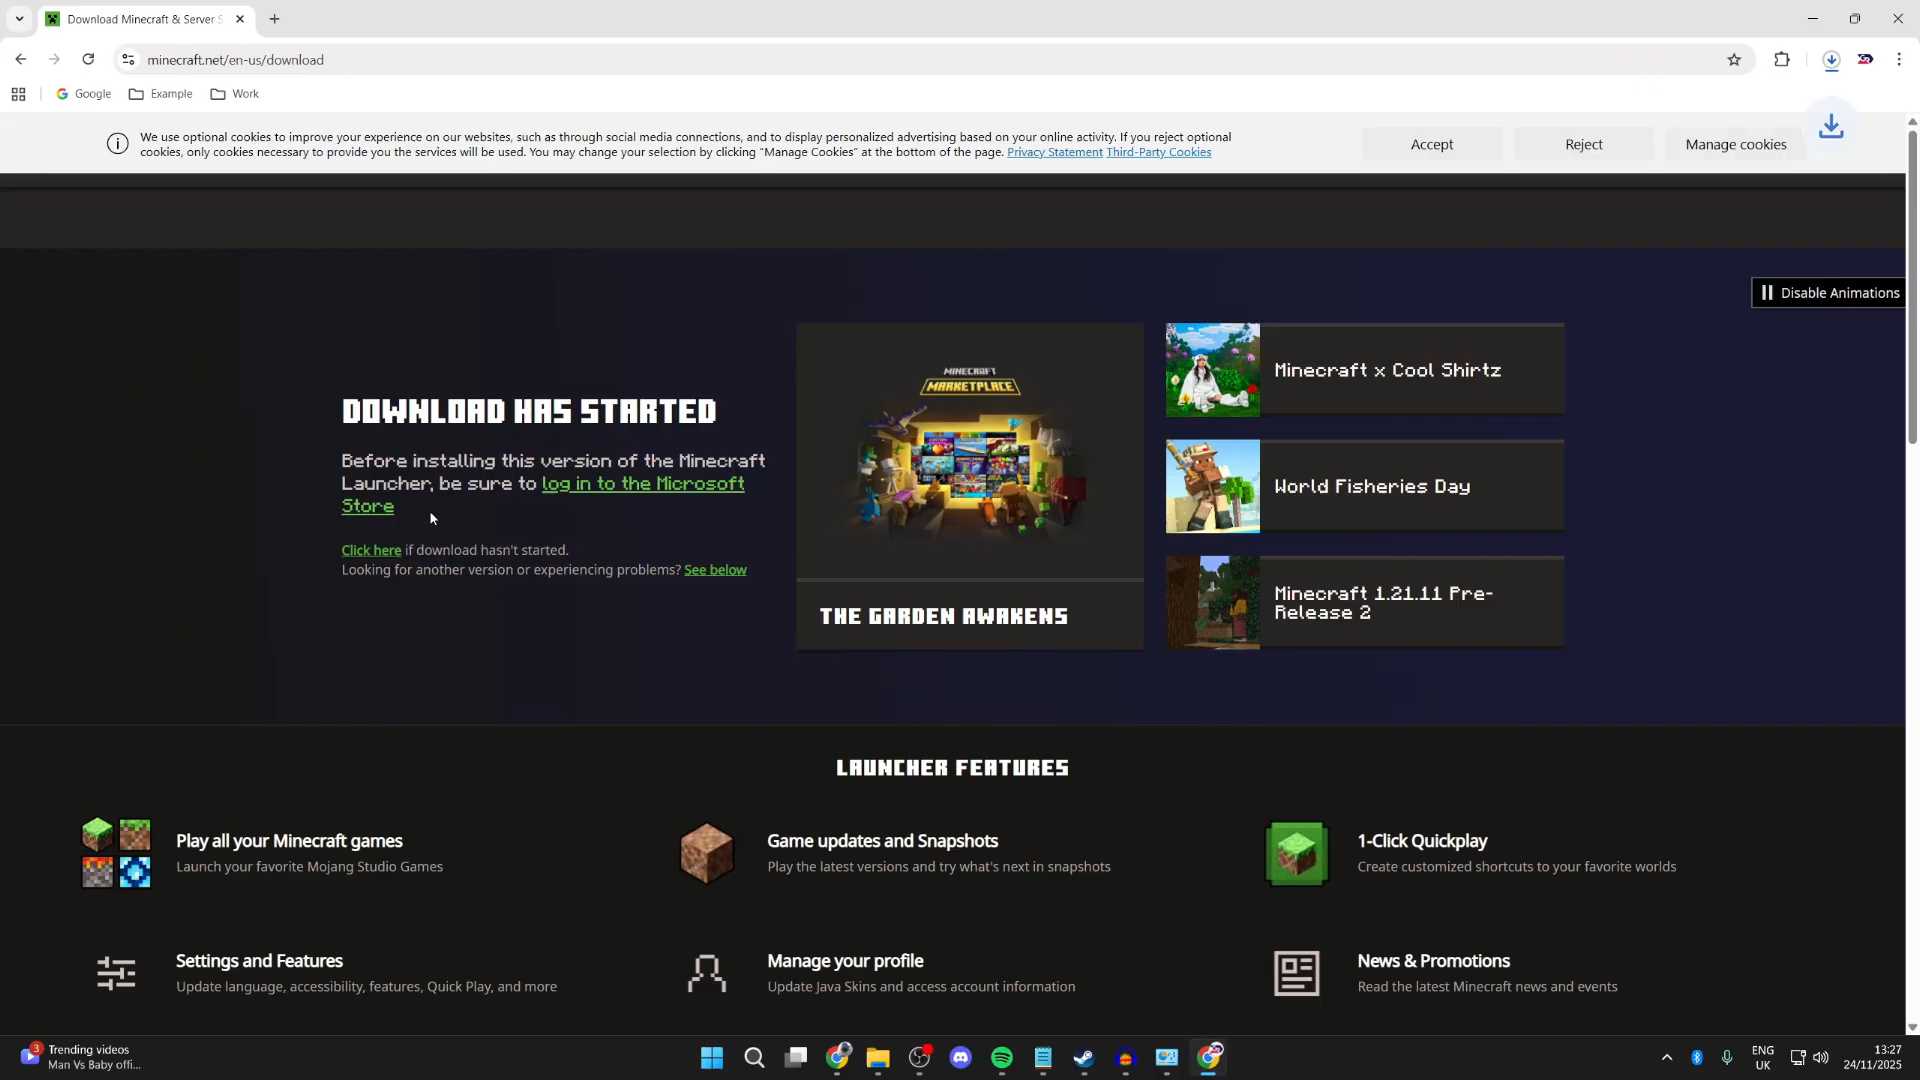 Download Minecraft & Server S
minecraft.net/en-us/download
Google
Example
Work
We use optional cookies to improve your experience on our websites, such as through social media connections, and to display personalized advertising based on your online activity. If you reject optional
cookies, only cookies necessary to provide you the services will be used. You may change your selection by clicking “Manage Cookies” at the bottom of the page. Privacy Statement Third-Party Cookies
Accept
Reject
Manage cookies
Disable Animations
DOWNLOAD HAS STARTED
Before installing this version of the Minecraft
Launcher, be sure to log in to the Microsoft
Store
Click here if download hasn't started.
Looking for another version or experiencing problems? See below
MINECRAFT
MARKETPLACE
THE GARDEN AWAKENS
Minecraft x Cool Shirtz
World Fisheries Day
Minecraft 1.21.11 Pre-
Release 2
LAUNCHER FEATURES
Play all your Minecraft games
Launch your favorite Mojang Studio Games
Game updates and Snapshots
Play the latest versions and try what's next in snapshots
1-Click Quickplay
Create customized shortcuts to your favorite worlds
Settings and Features
Update language, accessibility, features, Quick Play, and more
Manage your profile
Update Java Skins and access account information
News & Promotions
Read the latest Minecraft news and events
3
Trending videos
Man Vs Baby offi...
ENG
UK
13:27
24/11/2025